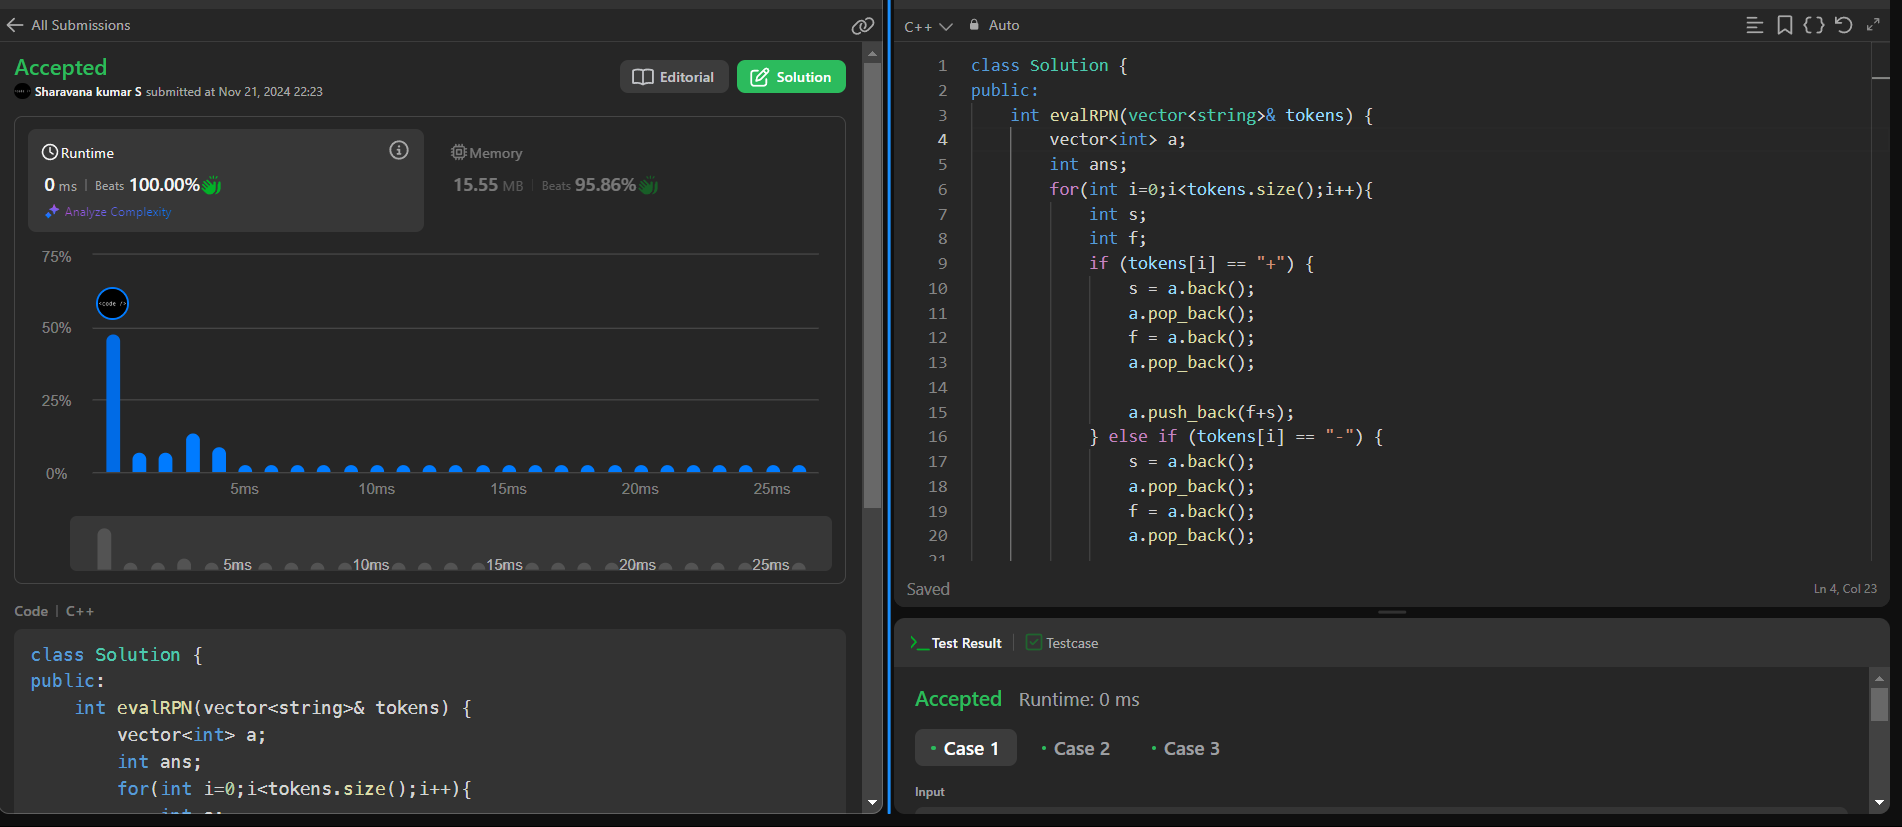 All Submissions
Accepted
Sharavana kumar S submitted at Nov 21, 2024 22:23
Editorial
Solution
Runtime
0 ms | Beats 100.00%
Analyze Complexity
Memory
15.55 MB | Beats 95.86%
75%
<code />
50%
25%
0%
5ms 10ms 15ms 20ms 25ms
5ms 10ms 15ms 20ms 25ms
Code | C++
class Solution {
public:
    int evalRPN(vector<string>& tokens) {
        vector<int> a;
        int ans;
        for(int i=0;i<tokens.size();i++){
C++ Auto
1 class Solution {
2 public:
3     int evalRPN(vector<string>& tokens) {
4         vector<int> a;
5         int ans;
6         for(int i=0;i<tokens.size();i++){
7             int s;
8             int f;
9             if (tokens[i] == "+") {
10                 s = a.back();
11                 a.pop_back();
12                 f = a.back();
13                 a.pop_back();
14
15                 a.push_back(f+s);
16             } else if (tokens[i] == "-") {
17                 s = a.back();
18                 a.pop_back();
19                 f = a.back();
20                 a.pop_back();
21
Saved
Ln 4, Col 23
Test Result | Testcase
Accepted Runtime: 0 ms
• Case 1 • Case 2 • Case 3
Input